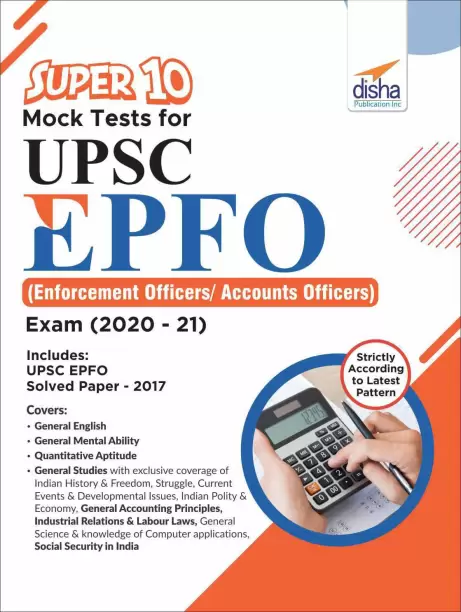 SUPER 10
disha
Publication Inc
Mock Tests for
UPSC
EPFO
(Enforcement Officers/ Accounts Officers)
Exam (2020 - 21)
Includes:
UPSC EPFO
Solved Paper - 2017
Strictly
According
to Latest
Pattern
Covers:
• General English
• General Mental Ability
• Quantitative Aptitude
• General Studies with exclusive coverage of
Indian History & Freedom, Struggle, Current
Events & Developmental Issues, Indian Polity &
Economy, General Accounting Principles,
Industrial Relations & Labour Laws, General
Science & knowledge of Computer applications,
Social Security in India